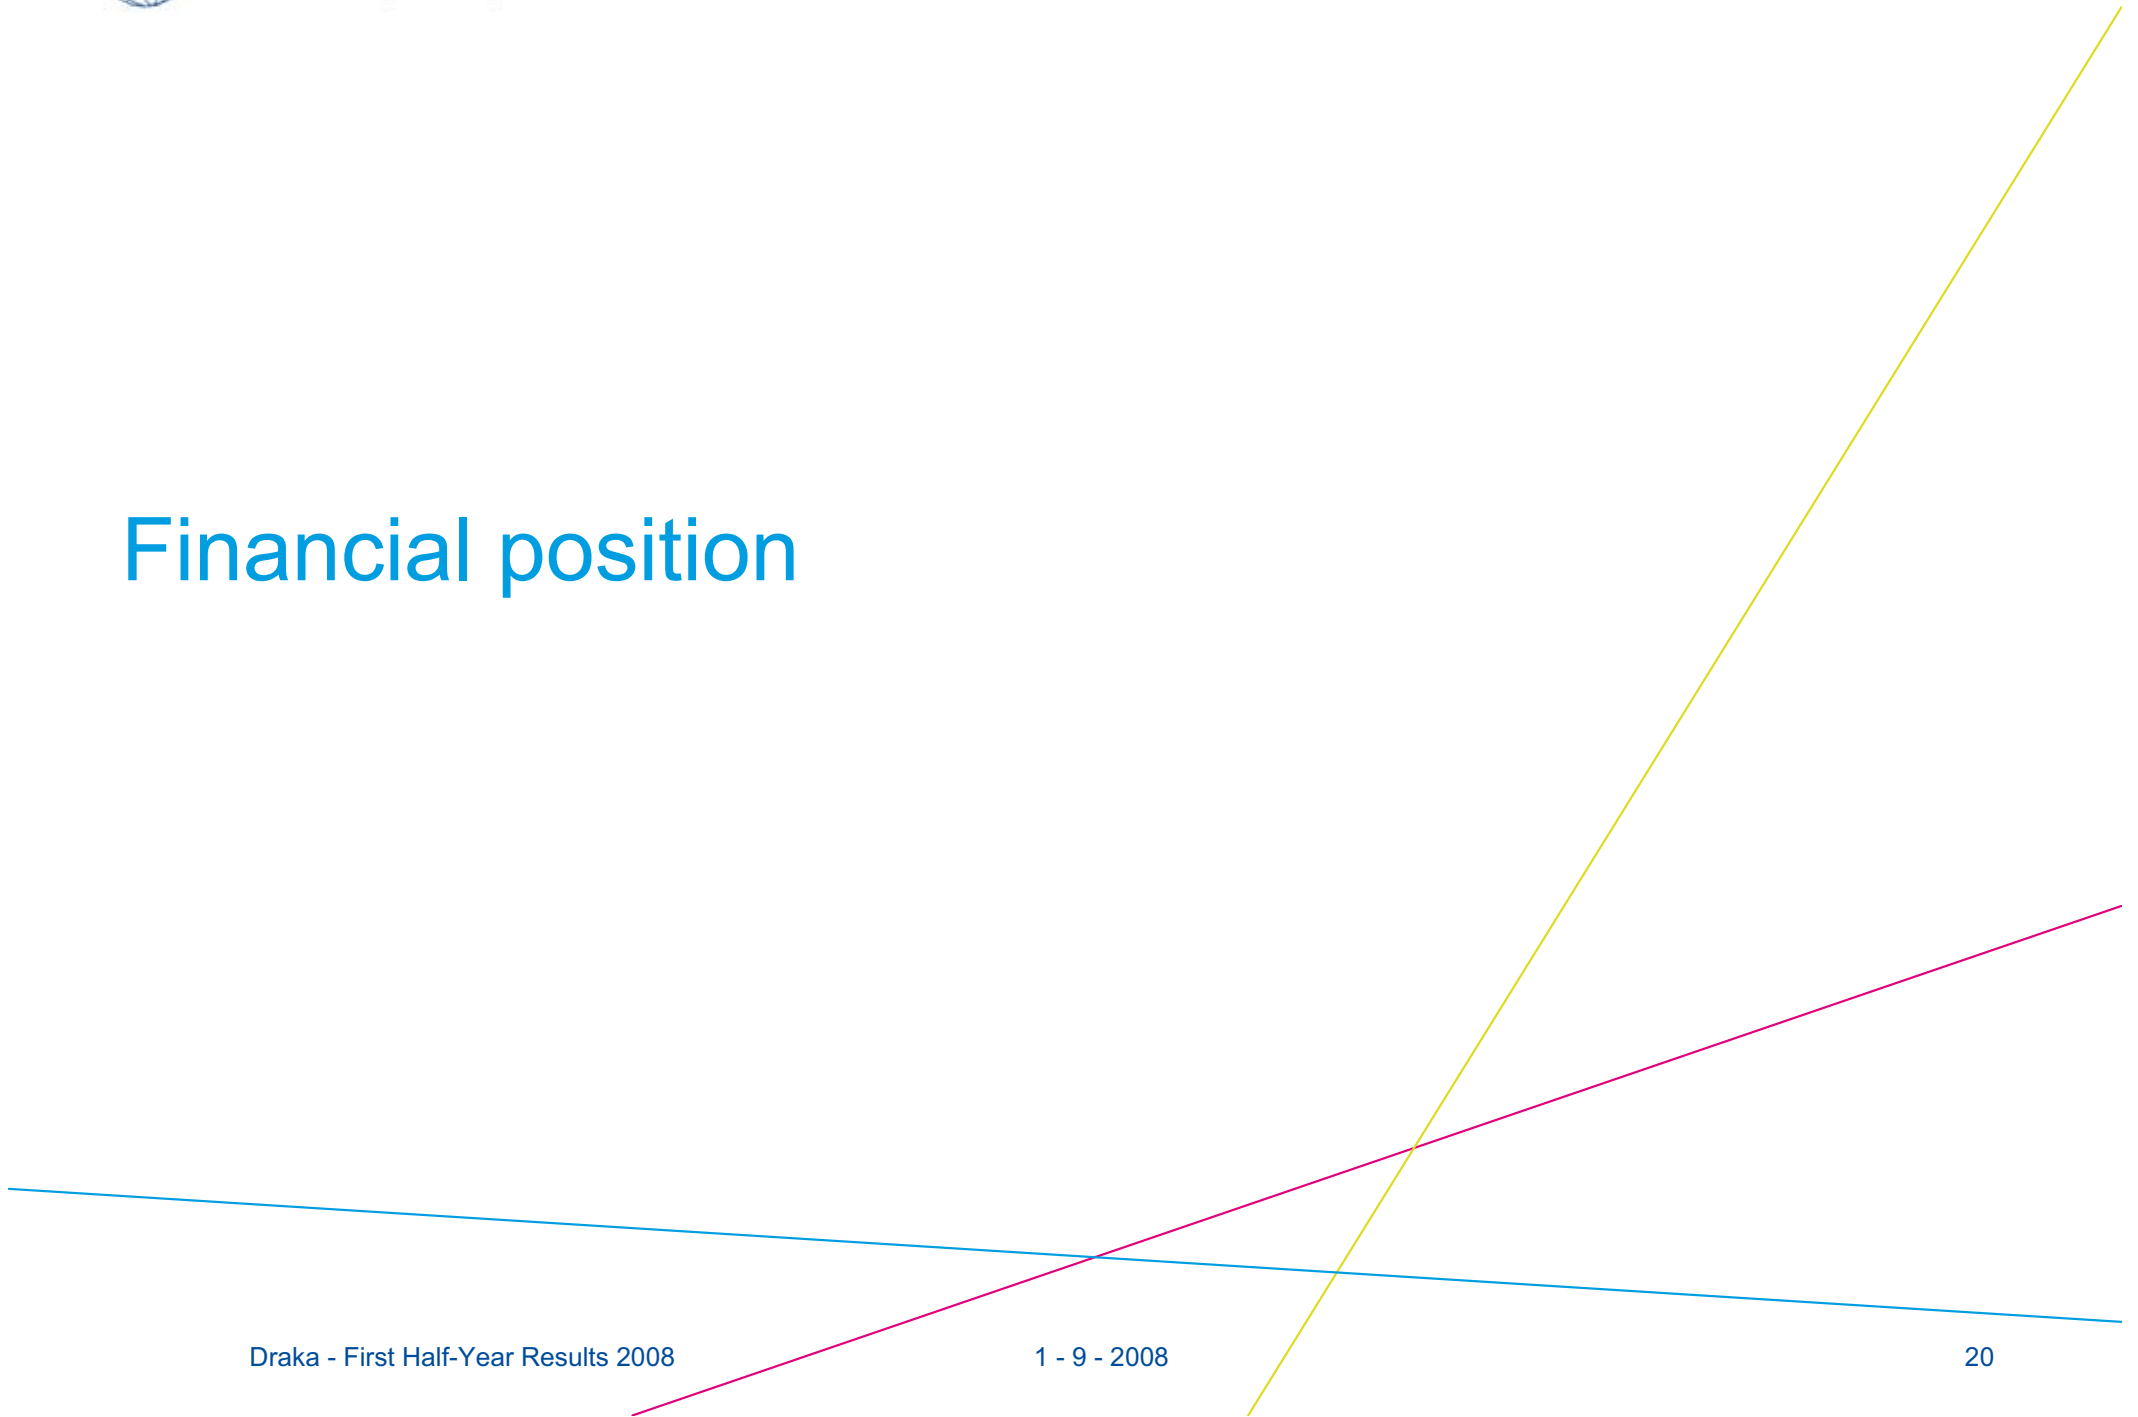 Financial position
Draka - First Half-Year Results 2008
1 - 9 - 2008
20